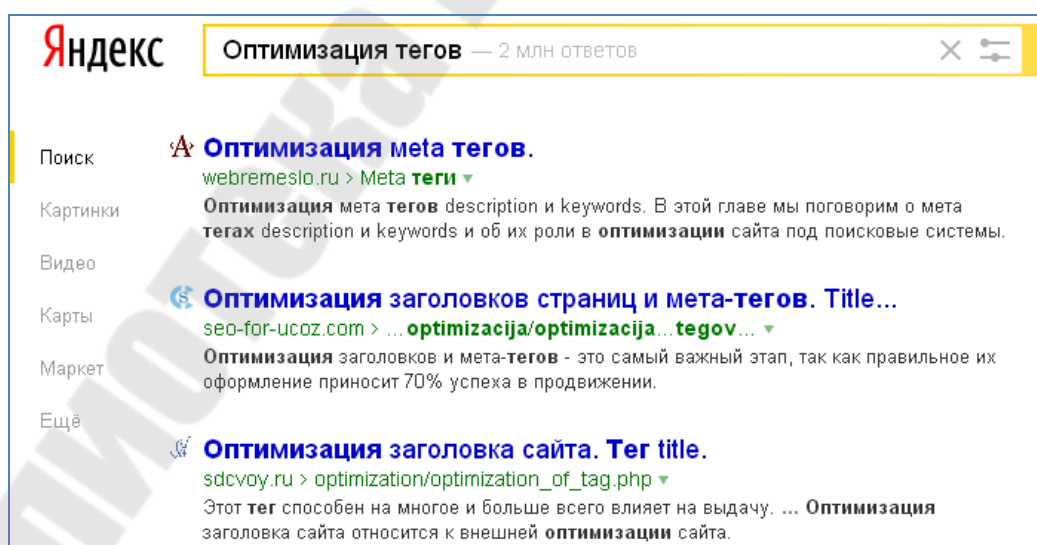 Яндекс
Оптимизация тегов — 2 млн ответов
Поиск
Картинки
Видео
Карты
Маркет
Ещё
Оптимизация meta тегов.
webremeslo.ru > Meta теги
Оптимизация мета тегов description и keywords. В этой главе мы поговорим о мета
тегах description и keywords и об их роли в оптимизации сайта под поисковые системы.
Оптимизация заголовков страниц и мета-тегов. Title...
seo-for-ucoz.com > ... optimizacija/optimizacija...tegov...
Оптимизация заголовков и мета-тегов - это самый важный этап, так как правильное их
оформление приносит 70% успеха в продвижении.
Оптимизация заголовка сайта. Тег title.
sdcvoy.ru > optimization/optimization_of_tag.php
Этот тег способен на многое и больше всего влияет на выдачу. ... Оптимизация
заголовка сайта относится к внешней оптимизации сайта.